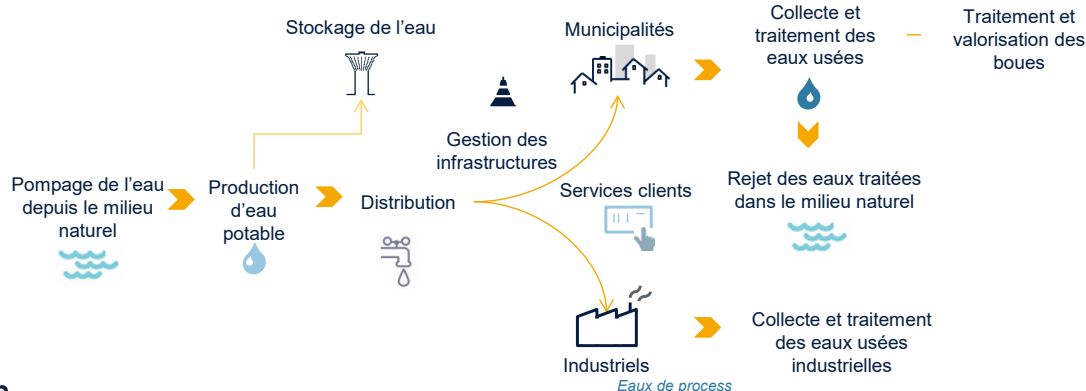 Stockage de l’eau
Municipalités
Collecte et
traitement des
eaux usées
Traitement et
valorisation des
boues
Gestion des
infrastructures
Pompage de l’eau
depuis le milieu
naturel
Production
d’eau
potable
Distribution
Services clients
Rejet des eaux traitées
dans le milieu naturel
Industriels
Eaux de process
Collecte et traitement
des eaux usées
industrielles